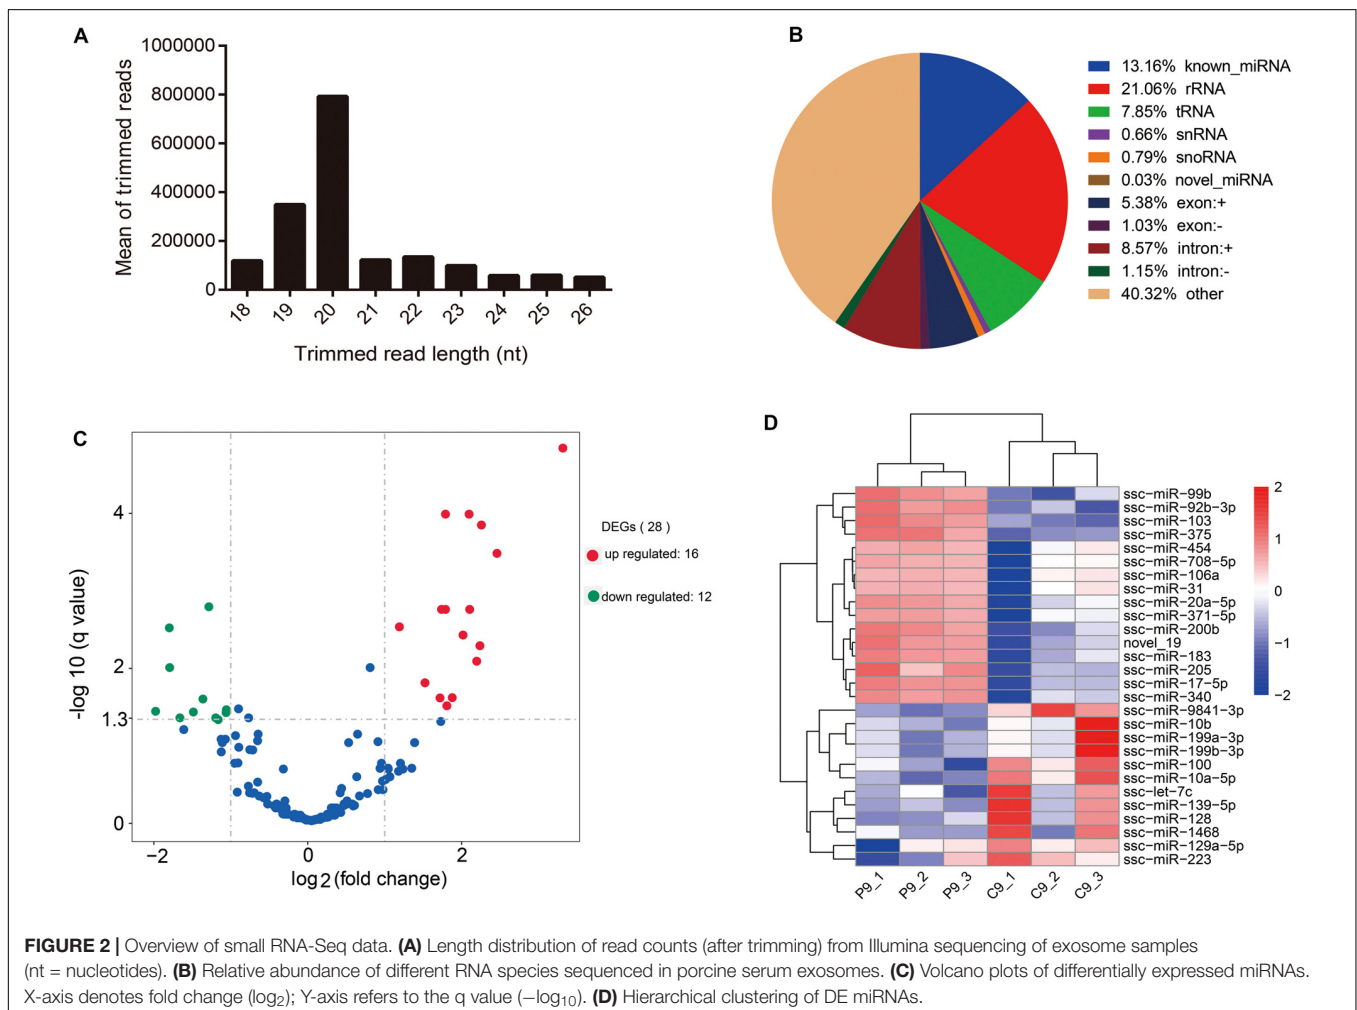 A
1000000
800000
600000
400000
200000
0
Mean of trimmed reads
18 19 20 21 22 23 24 25 26
Trimmed read length (nt)
B
13.16% known_miRNA
21.06% rRNA
7.85% tRNA
0.66% snRNA
0.79% snoRNA
0.03% novel_miRNA
5.38% exon:+
1.03% exon:-
8.57% intron:+
1.15% intron:-
40.32% other
C
4
2
1.3
0
-log 10 (q value)
−2 0 2
log2 (fold change)
DEGs ( 28 )
up regulated: 16
down regulated: 12
D
ssc−miR−99b
ssc−miR−92b−3p
ssc−miR−103
ssc−miR−375
ssc−miR−454
ssc−miR−708−5p
ssc−miR−106a
ssc−miR−31
ssc−miR−20a−5p
ssc−miR−371−5p
ssc−miR−200b
novel_19
ssc−miR−183
ssc−miR−205
ssc−miR−17−5p
ssc−miR−340
ssc−miR−9841−3p
ssc−miR−10b
ssc−miR−199a−3p
ssc−miR−199b−3p
ssc−miR−100
ssc−miR−10a−5p
ssc−let−7c
ssc−miR−139−5p
ssc−miR−128
ssc−miR−1468
ssc−miR−129a−5p
ssc−miR−223
P9_1 P9_2 P9_3 C9_1 C9_2 C9_3
2
1
0
−1
−2
FIGURE 2 | Overview of small RNA-Seq data. (A) Length distribution of read counts (after trimming) from Illumina sequencing of exosome samples
(nt = nucleotides). (B) Relative abundance of different RNA species sequenced in porcine serum exosomes. (C) Volcano plots of differentially expressed miRNAs.
X-axis denotes fold change (log₂); Y-axis refers to the q value (−log₁₀). (D) Hierarchical clustering of DE miRNAs.